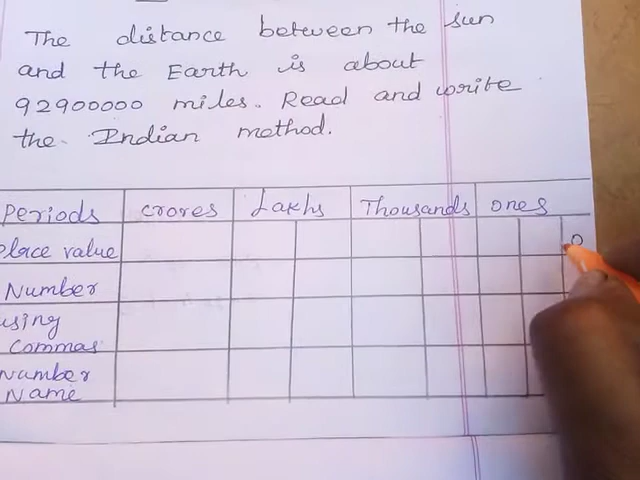 The distance between the sun
and the Earth is about
92900000 miles. Read and write
the Indian method.
Periods crores Lakhs Thousands ones
Place value O
Number
using
Commas
Number
Name